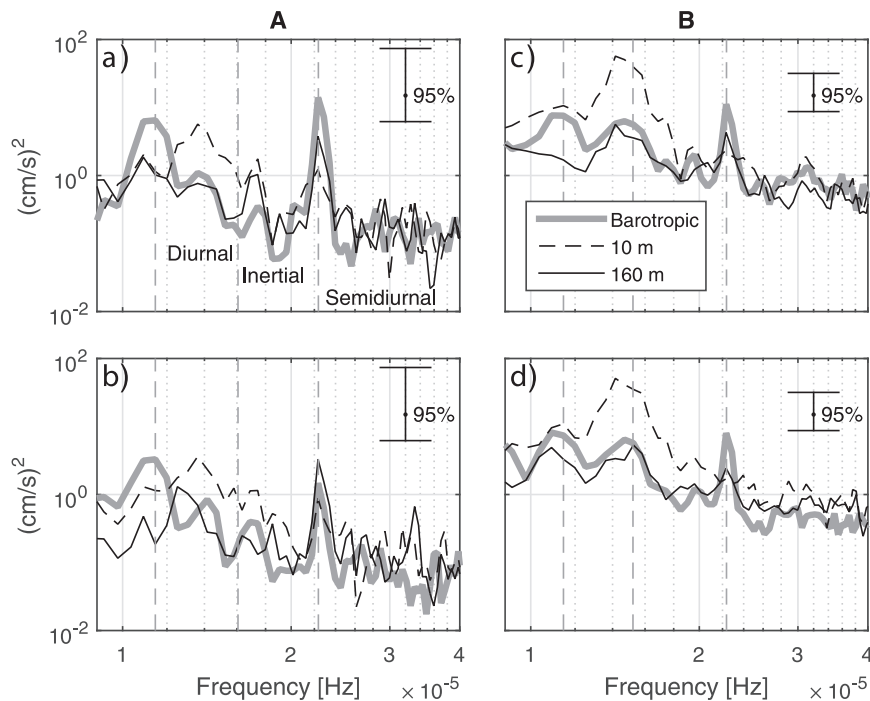 A
B
a)
10^2
10^0
10^-2
(cm/s)^2
95%
Diurnal
Inertial
Semidiurnal
c)
95%
Barotropic
10 m
160 m
b)
10^2
10^0
10^-2
(cm/s)^2
95%
1 2 3 4
Frequency [Hz] × 10^-5
d)
95%
1 2 3 4
Frequency [Hz] × 10^-5